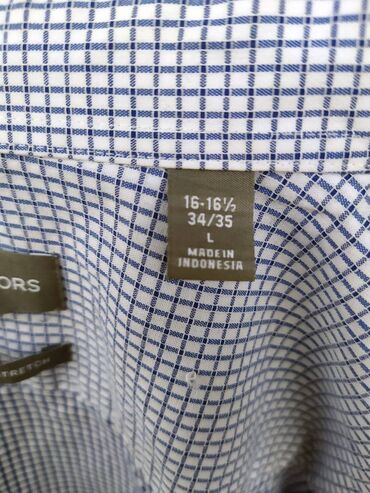 16-16½
34/35
L
MADE IN
INDONESIA
ORS
STRETCH